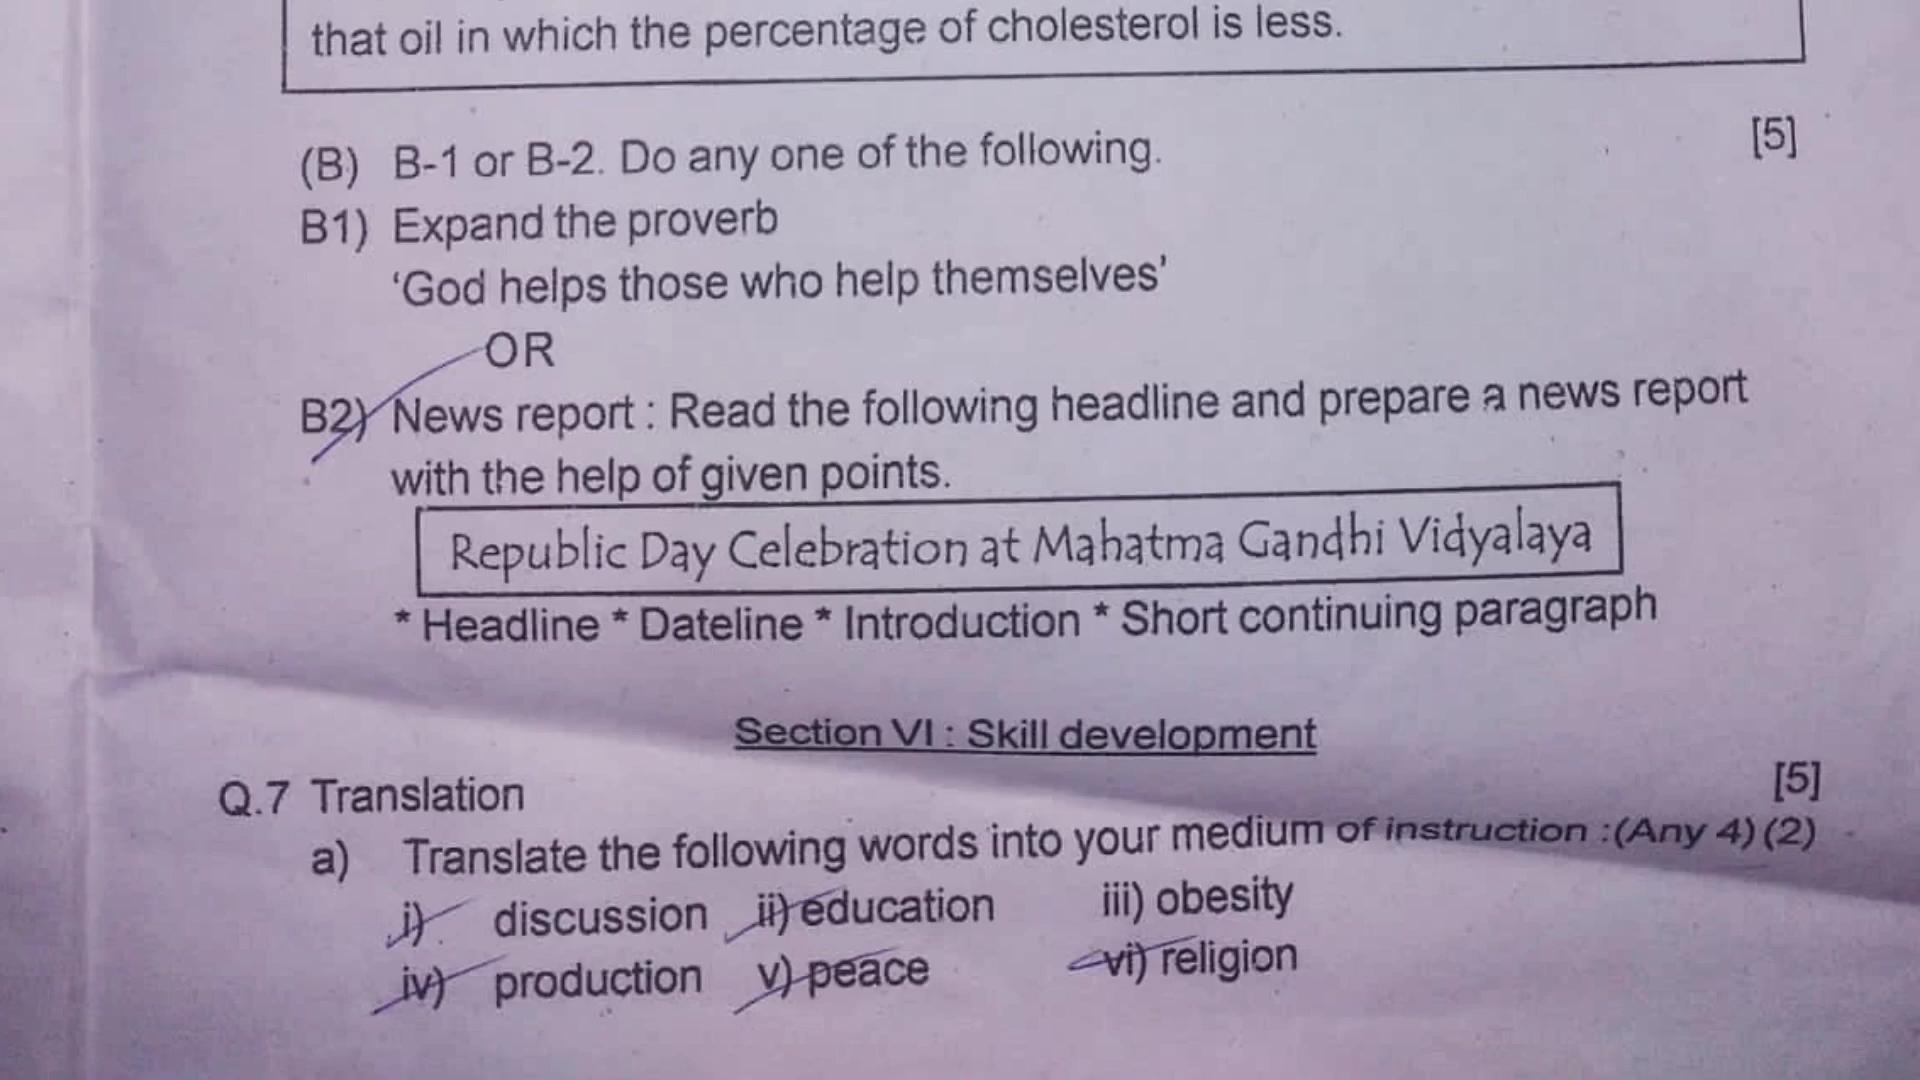 that oil in which the percentage of cholesterol is less.
(B) B-1 or B-2. Do any one of the following. [5]
B1) Expand the proverb
‘God helps those who help themselves’
OR
B2) News report : Read the following headline and prepare a news report
with the help of given points.
Republic Day Celebration at Mahatma Gandhi Vidyalaya
* Headline * Dateline * Introduction * Short continuing paragraph
Section VI : Skill development
Q.7 Translation [5]
a) Translate the following words into your medium of instruction :(Any 4) (2)
i) discussion ii) education iii) obesity
iv) production v) peace vi) religion